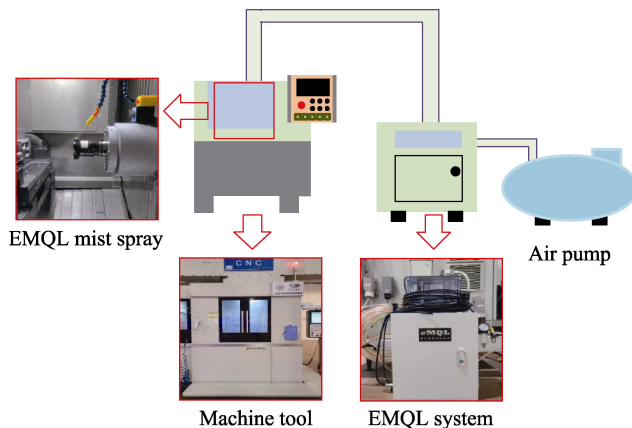 EMQL mist spray
Air pump
CNC
eMQL
Machine tool
EMQL system